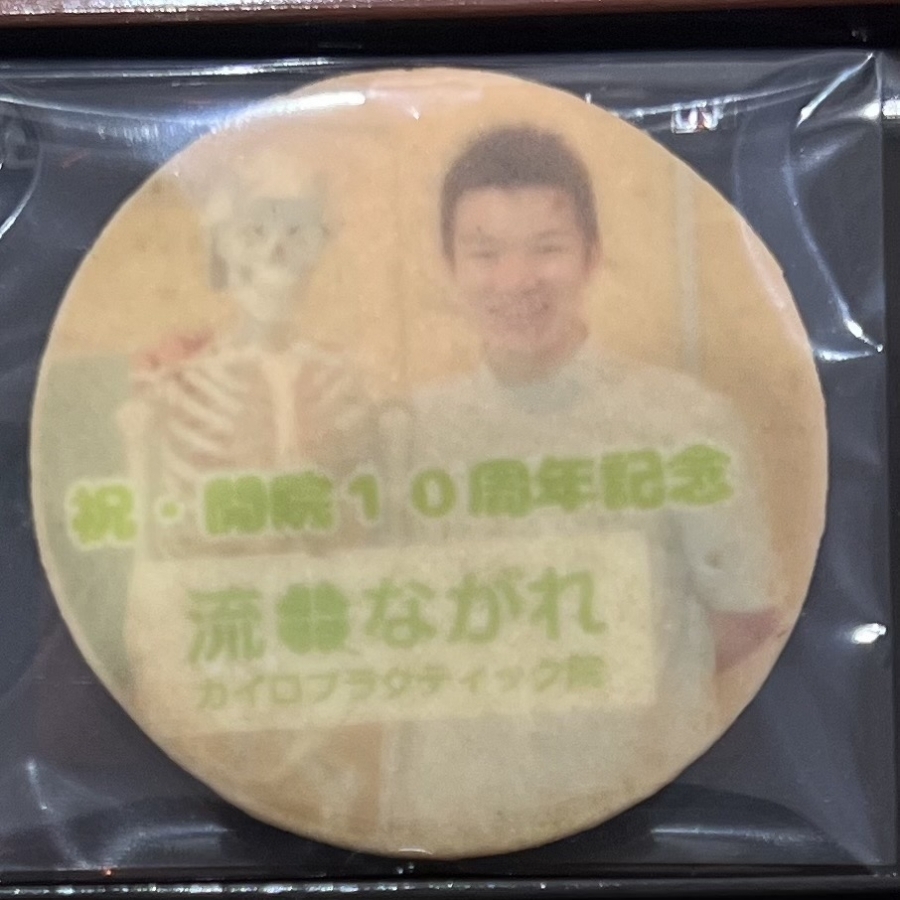 祝・開院10周年記念
流 ながれ
カイロプラクティック院